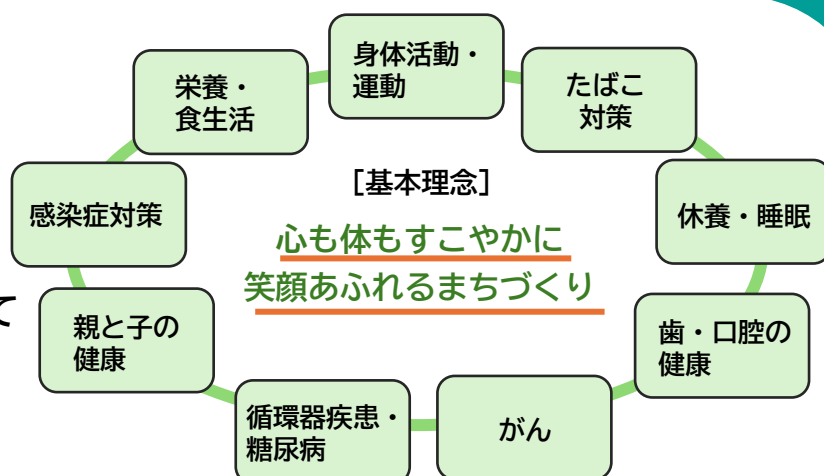 身体活動・
運動
栄養・
食生活
たばこ
対策
感染症対策
[基本理念]
休養・睡眠
心も体もすこやかに
笑顔あふれるまちづくり
て
親と子の
健康
歯・口腔の
健康
循環器疾患・
糖尿病
がん